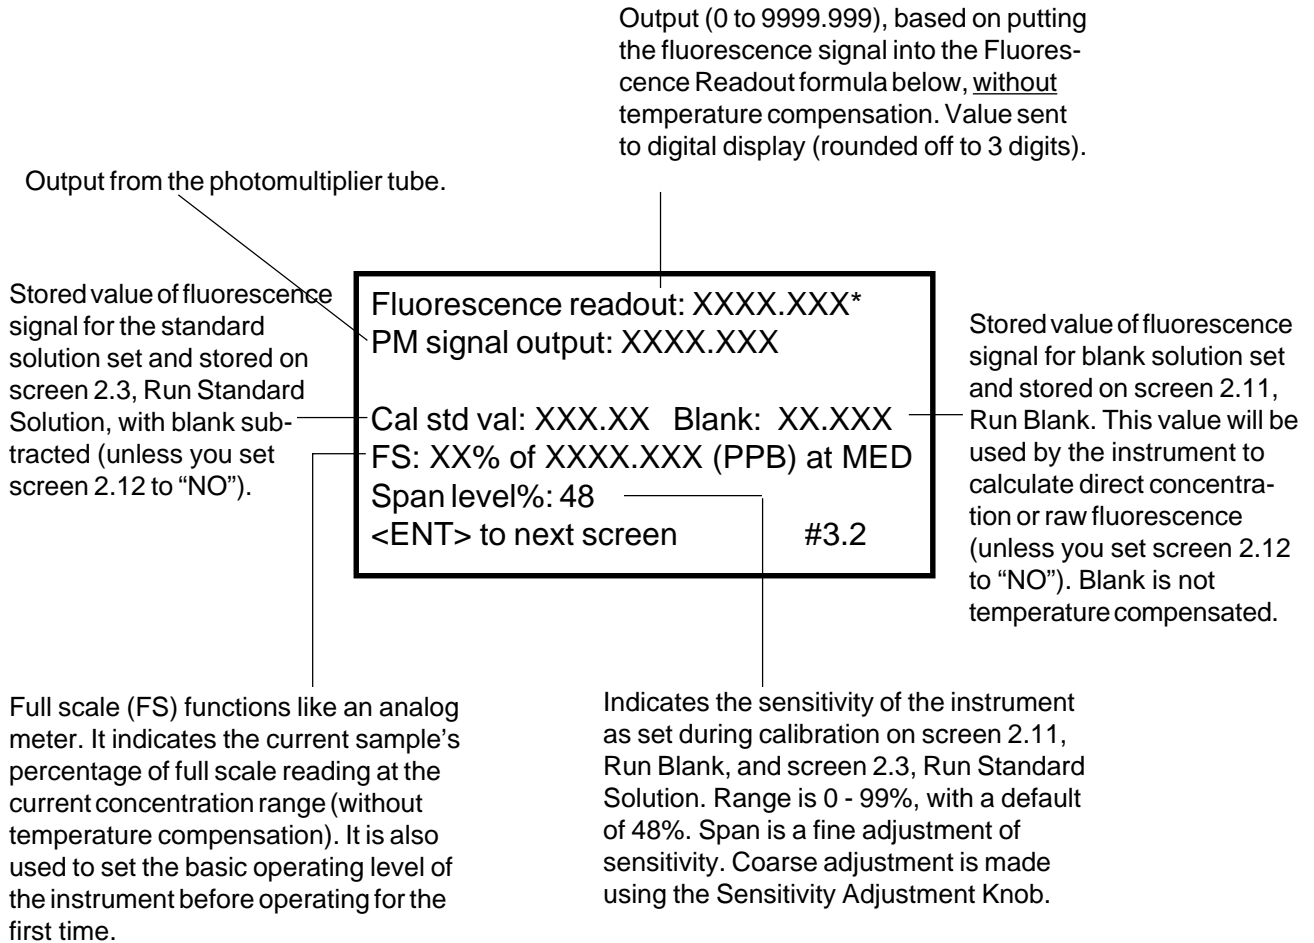 Output (0 to 9999.999), based on putting
the fluorescence signal into the Fluores-
cence Readout formula below, without
temperature compensation. Value sent
to digital display (rounded off to 3 digits).
Output from the photomultiplier tube.
Stored value of fluorescence
signal for the standard
solution set and stored on
screen 2.3, Run Standard
Solution, with blank sub-
tracted (unless you set
screen 2.12 to “NO”).
Fluorescence readout: XXXX.XXX*
PM signal output: XXXX.XXX
Cal std val: XXX.XX Blank: XX.XXX
FS: XX% of XXXX.XXX (PPB) at MED
Span level%: 48
<ENT> to next screen #3.2
Stored value of fluorescence
signal for blank solution set
and stored on screen 2.11,
Run Blank. This value will be
used by the instrument to
calculate direct concentra-
tion or raw fluorescence
(unless you set screen 2.12
to “NO”). Blank is not
temperature compensated.
Full scale (FS) functions like an analog
meter. It indicates the current sample’s
percentage of full scale reading at the
current concentration range (without
temperature compensation). It is also
used to set the basic operating level of
the instrument before operating for the
first time.
Indicates the sensitivity of the instrument
as set during calibration on screen 2.11,
Run Blank, and screen 2.3, Run Standard
Solution. Range is 0 - 99%, with a default
of 48%. Span is a fine adjustment of
sensitivity. Coarse adjustment is made
using the Sensitivity Adjustment Knob.